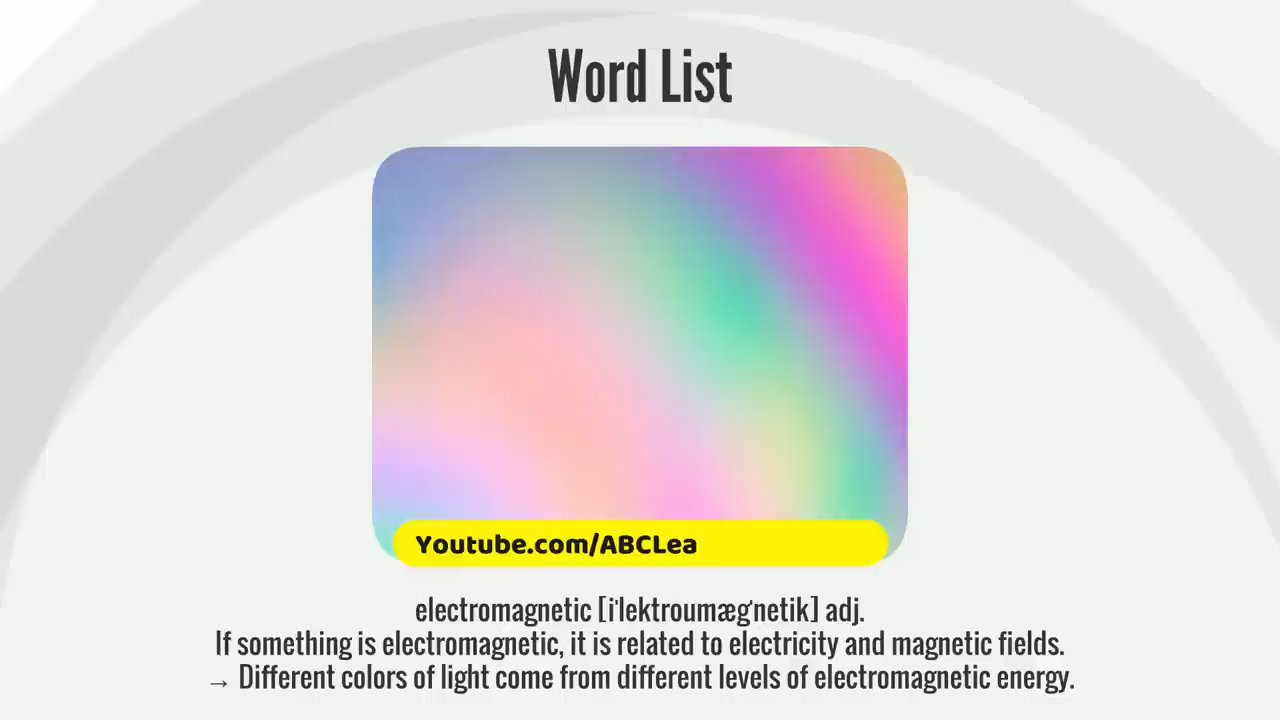 Word List
Youtube.com/ABCLea
electromagnetic [iˈlektroumægˈnetik] adj.
If something is electromagnetic, it is related to electricity and magnetic fields.
→ Different colors of light come from different levels of electromagnetic energy.